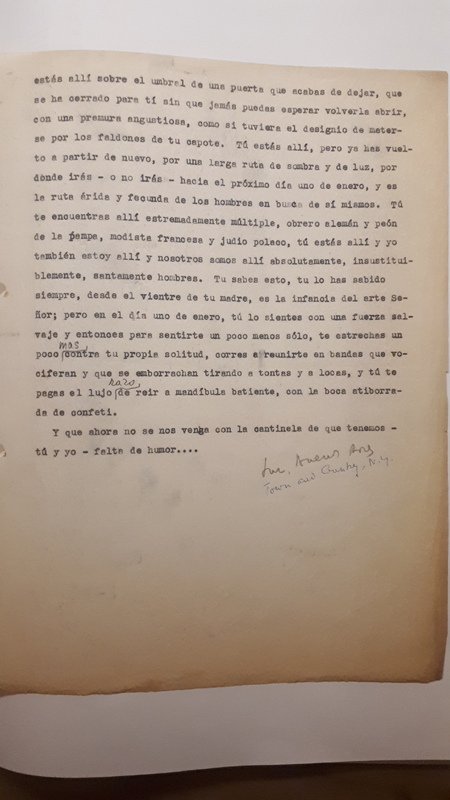 estás allí sobre el umbral de una puerta que acabas de dejar, que
se ha cerrado para tí sin que jamás puedas esperar volverla abrir,
con una premura angustiosa, como si tuviera el designio de meter-
se por los faldones de tu capote. Tú estás allí, pero ya has vuel-
to a partir de nuevo, por una larga ruta de sombra y de luz, por
donde irás - o no irás - hacia el próximo día uno de enero, y es
la ruta árida y fecunda de los hombres en busca de sí mismos. Tú
te encuentras allí estremadamente múltiple, obrero alemán y peón
de la pampa, modista francesa y judio polaco, tú estás allí y yo
también estoy allí y nosotros somos allí absolutamente, insustitui-
blemente, santamente hombres. Tu sabes esto, tu lo has sabido
siempre, desde el vientre de tu madre, es la infancia del arte Se-
ñor; pero en el día uno de enero, tú lo sientes con una fuerza sal-
vaje y entonces para sentirte un poco menos sólo, te estrechas un
poco mas contra tu propia solitud, corres a reunirte en bandas que vo-
ciferan y que se emborrachan tirando a tontas y a locas, y tú te
pagas el lujo raro, de reir a mandíbula batiente, con la boca atiborra-
da de confeti.
Y que ahora no se nos venga con la cantinela de que tenemos -
tú y yo - falta de humor....
Town and Country, N.Y.